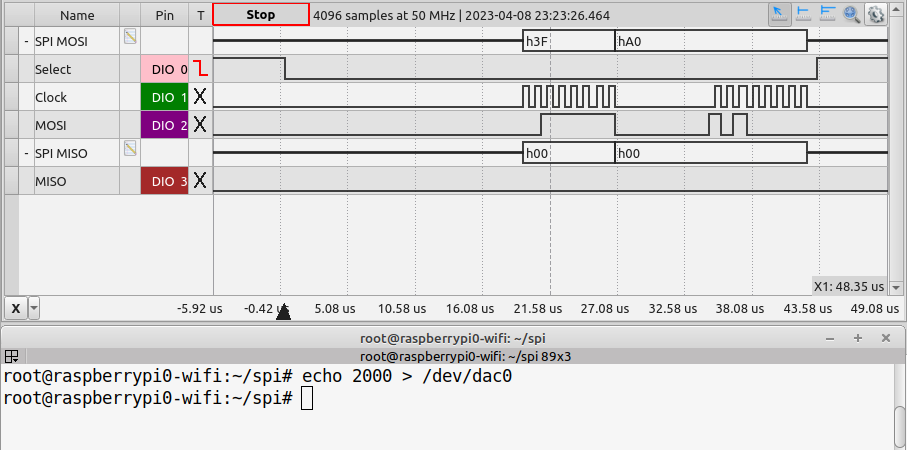 Name Pin T Stop 4096 samples at 50 MHz | 2023-04-08 23:23:26.464
- SPI MOSI h3F hA0
Select DIO 0
Clock DIO 1 X
MOSI DIO 2 X
- SPI MISO h00 h00
MISO DIO 3 X
X1: 48.35 us
X -5.92 us -0.42 us 5.08 us 10.58 us 16.08 us 21.58 us 27.08 us 32.58 us 38.08 us 43.58 us 49.08 us
root@raspberrypi0-wifi: ~/spi
root@raspberrypi0-wifi: ~/spi 89x3
root@raspberrypi0-wifi:~/spi# echo 2000 > /dev/dac0
root@raspberrypi0-wifi:~/spi#